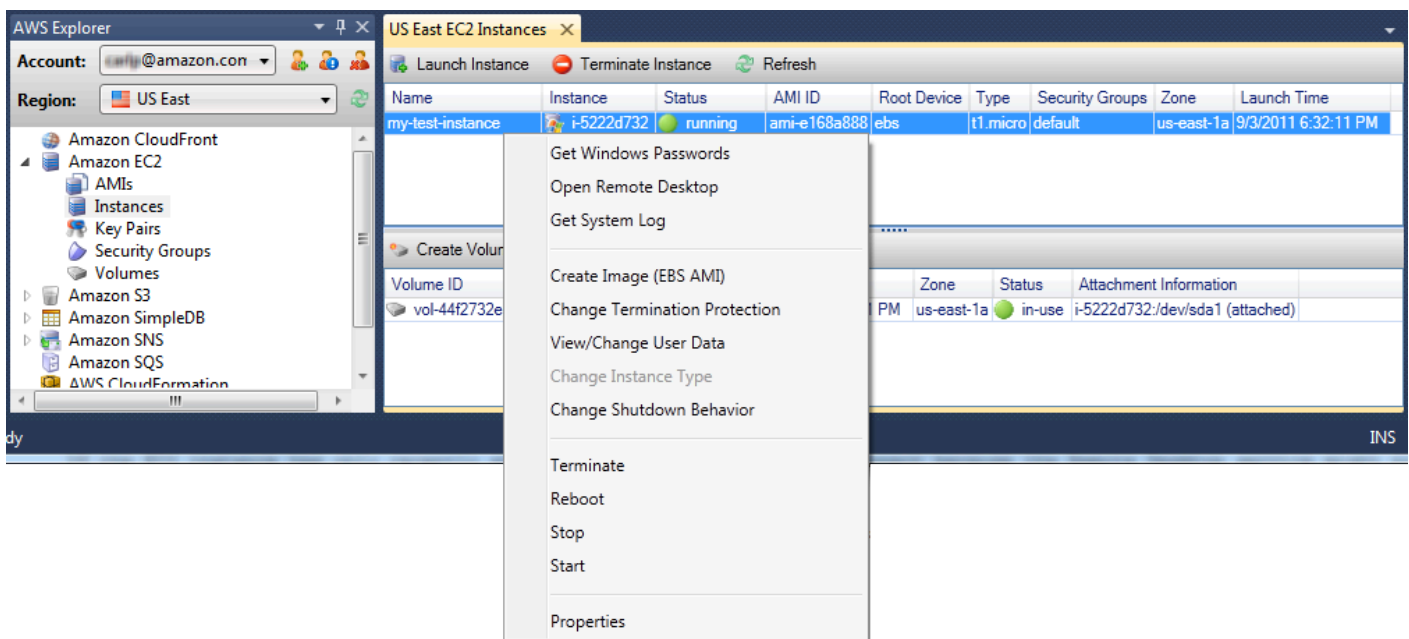 AWS Explorer
Account: @amazon.con
Region: US East
Amazon CloudFront
Amazon EC2
AMIs
Instances
Key Pairs
Security Groups
Volumes
Amazon S3
Amazon SimpleDB
Amazon SNS
Amazon SQS
AWS CloudFormation
US East EC2 Instances
Launch Instance Terminate Instance Refresh
Name Instance Status AMI ID Root Device Type Security Groups Zone Launch Time
my-test-instance i-5222d732 running ami-e168a888 ebs t1.micro default us-east-1a 9/3/2011 6:32:11 PM
Get Windows Passwords
Open Remote Desktop
Get System Log
Create Image (EBS AMI)
Change Termination Protection
View/Change User Data
Change Instance Type
Change Shutdown Behavior
Terminate
Reboot
Stop
Start
Properties
Create Volur
Volume ID Zone Status Attachment Information
vol-44f2732e PM us-east-1a in-use i-5222d732:/dev/sda1 (attached)
dy INS